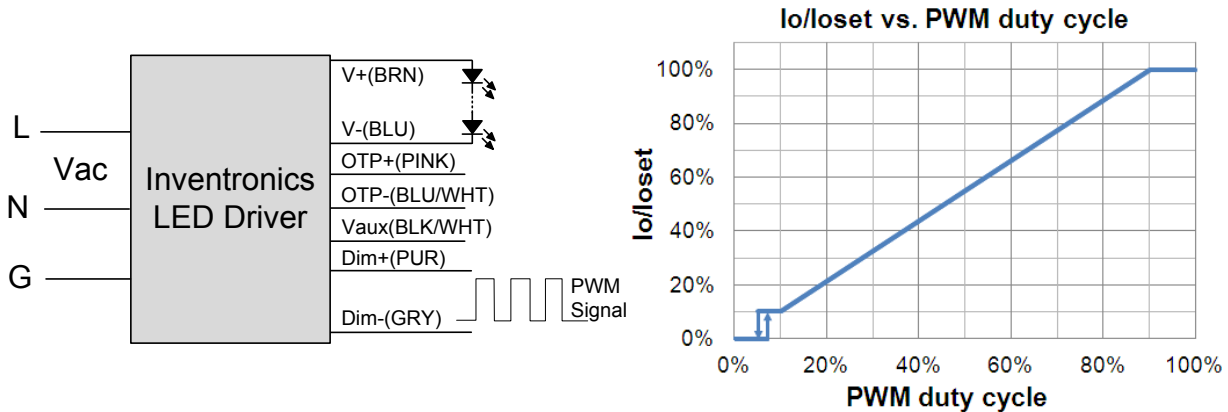 L
Vac
N
G
Inventronics
LED Driver
V+(BRN)
V-(BLU)
OTP+(PINK)
OTP-(BLU/WHT)
Vaux(BLK/WHT)
Dim+(PUR)
Dim-(GRY)
PWM
Signal
Io/Ioset vs. PWM duty cycle
Io/Ioset
100%
80%
60%
40%
20%
0%
0%
20%
40%
60%
80%
100%
PWM duty cycle